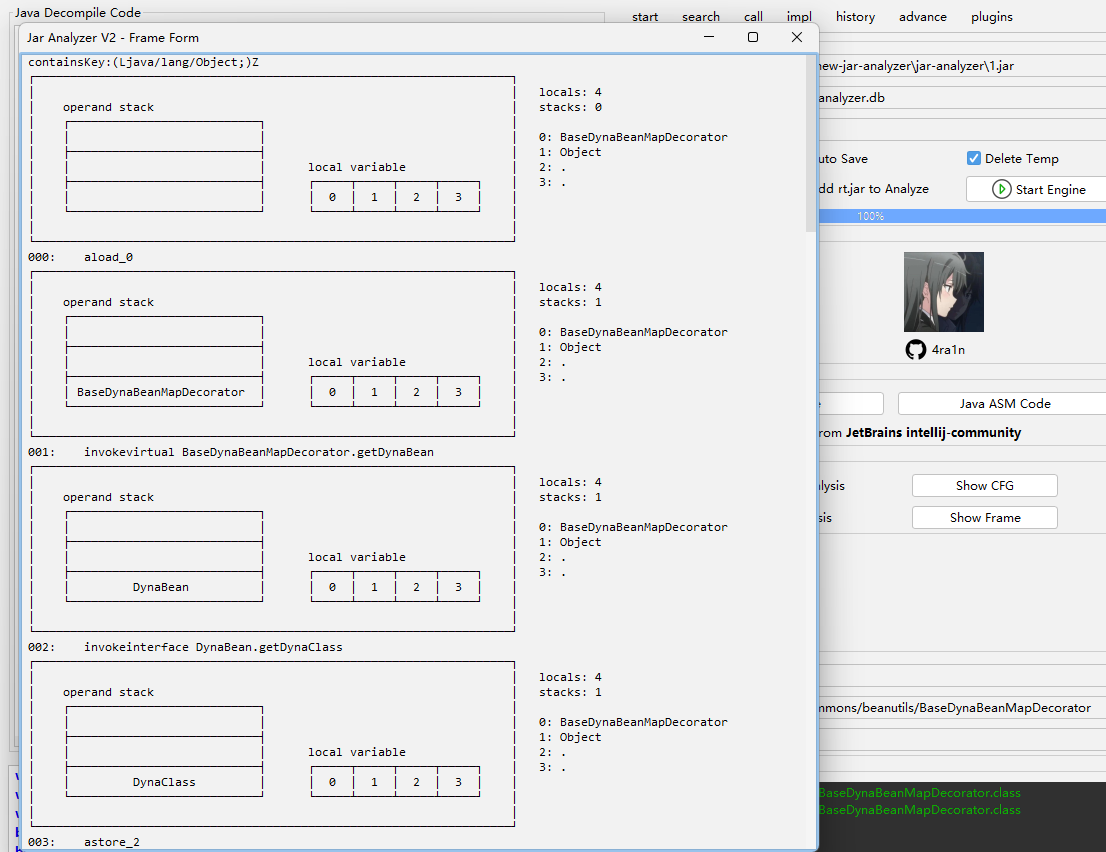 Java Decompile Code
start search call impl history advance plugins
Jar Analyzer V2 - Frame Form
containsKey:(Ljava/lang/Object;)Z
operand stack
local variable
0 1 2 3
locals: 4
stacks: 0
0: BaseDynaBeanMapDecorator
1: Object
2: .
3: .
000: aload_0
operand stack
BaseDynaBeanMapDecorator
local variable
0 1 2 3
locals: 4
stacks: 1
0: BaseDynaBeanMapDecorator
1: Object
2: .
3: .
001: invokevirtual BaseDynaBeanMapDecorator.getDynaBean
operand stack
DynaBean
local variable
0 1 2 3
locals: 4
stacks: 1
0: BaseDynaBeanMapDecorator
1: Object
2: .
3: .
002: invokeinterface DynaBean.getDynaClass
operand stack
DynaClass
local variable
0 1 2 3
locals: 4
stacks: 1
0: BaseDynaBeanMapDecorator
1: Object
2: .
3: .
003: astore_2
new-jar-analyzer\jar-analyzer\1.jar
analyzer.db
uto Save
Delete Temp
dd rt.jar to Analyze
Start Engine
100%
4ra1n
Java ASM Code
rom JetBrains intellij-community
lysis
Show CFG
sis
Show Frame
mmons/beanutils/BaseDynaBeanMapDecorator
BaseDynaBeanMapDecorator.class
BaseDynaBeanMapDecorator.class